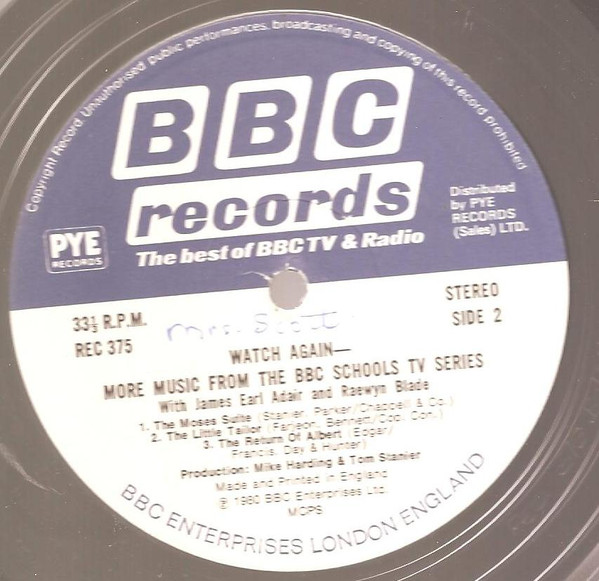 Copyright Record. Unauthorised public performances, broadcasting and copying of this record prohibited
BBC
records
The best of BBC TV & Radio
PYE
RECORDS
Distributed
by PYE
RECORDS
(Sales) LTD.
33⅓ R.P.M.
REC 375
Mrs. Scott
STEREO
SIDE 2
WATCH AGAIN—
MORE MUSIC FROM THE BBC SCHOOLS TV SERIES
With James Earl Adair and Raewyn Blade
1. The Moses Suite (Stanier, Parker/Chappell & Co.)
2. The Little Tailor (Farjeon, Bennett/Cop. Con.)
3. The Return Of Albert (Edgar/
Francis, Day & Hunter)
Production: Mike Harding & Tom Stanier
Made and Printed in England
℗ 1980 BBC Enterprises Ltd.
MCPS
BBC ENTERPRISES LONDON ENGLAND